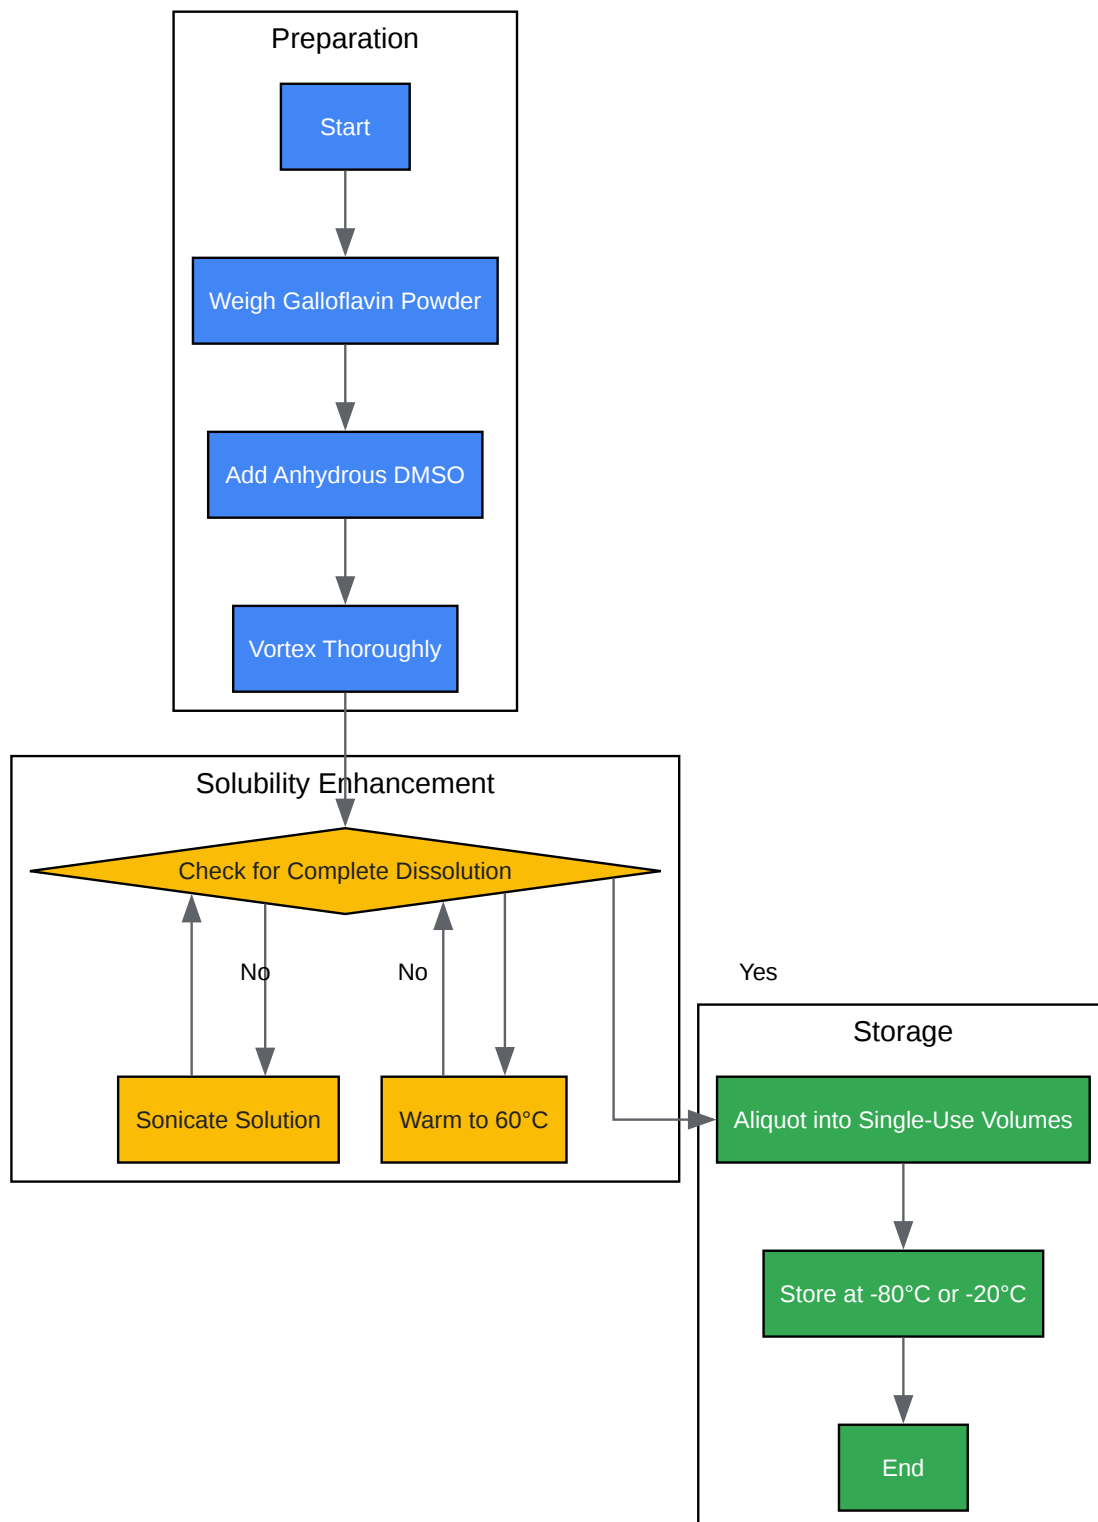 Preparation
Start
Weigh Galloflavin Powder
Add Anhydrous DMSO
Vortex Thoroughly
Solubility Enhancement
Check for Complete Dissolution
No
No
Yes
Storage
Sonicate Solution
Warm to 60°C
Aliquot into Single-Use Volumes
Store at -80°C or -20°C
End